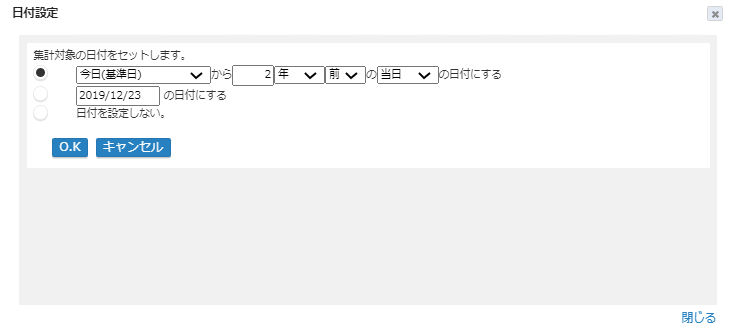 日付設定
集計対象の日付をセットします。
今日(基準日) から 2 年 前 の 当日 の日付にする
2019/12/23 の日付にする
日付を設定しない。
O.K キャンセル
閉じる